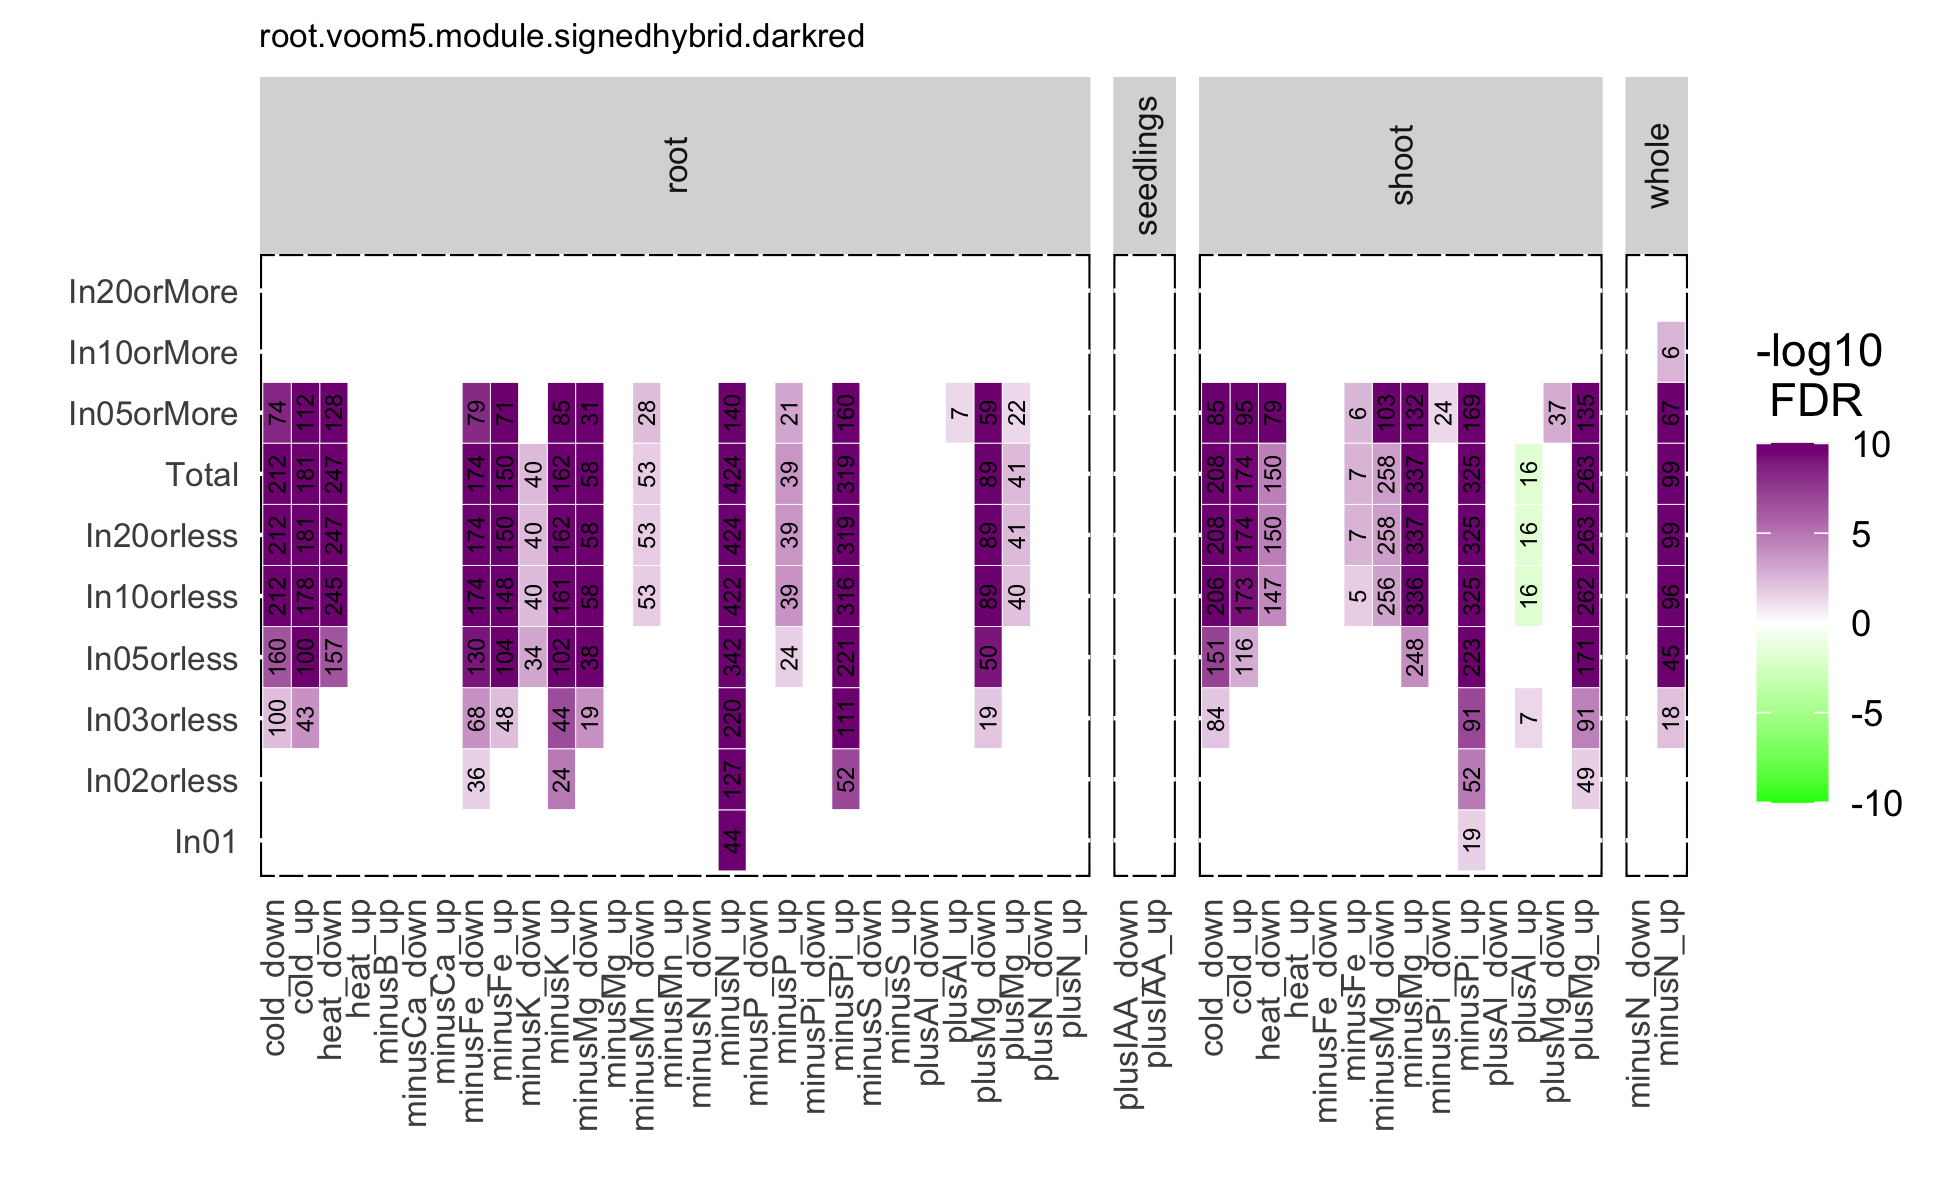 root.voom5.module.signedhybrid.darkred
root
seedlings
shoot
whole
In20orMore
In10orMore 6
In05orMore 74 112 128 79 71 85 31 28 140 21 160 7 59 22 85 95 79 6 103 132 24 169 37 135 67
Total 212 181 247 174 150 40 162 58 53 424 39 319 89 41 208 174 150 7 258 337 325 16 263 99
In20orless 212 181 247 174 150 40 162 58 53 424 39 319 89 41 208 174 150 7 258 337 325 16 263 99
In10orless 212 178 245 174 148 40 161 58 53 422 39 316 89 40 206 173 147 5 256 336 325 16 262 96
In05orless 160 100 157 130 104 34 102 38 342 24 221 50 151 116 248 223 171 45
In03orless 100 43 68 48 44 19 220 111 19 84 91 7 91 18
In02orless 36 24 127 52 52 49
In01 44 19
cold_down
cold_up
heat_down
heat_up
minusB_up
minusCa_down
minusCa_up
minusFe_down
minusFe_up
minusK_down
minusK_up
minusMg_down
minusMg_up
minusMn_down
minusMn_up
minusN_down
minusN_up
minusP_down
minusP_up
minusPi_down
minusPi_up
minusS_down
minusS_up
plusAl_down
plusAl_up
plusMg_down
plusMg_up
plusN_down
plusN_up
plusIAA_down
plusIAA_up
cold_down
cold_up
heat_down
heat_up
minusFe_down
minusFe_up
minusMg_down
minusMg_up
minusPi_down
minusPi_up
plusAl_down
plusAl_up
plusMg_down
plusMg_up
minusN_down
minusN_up
-log10
FDR
10
5
0
-5
-10